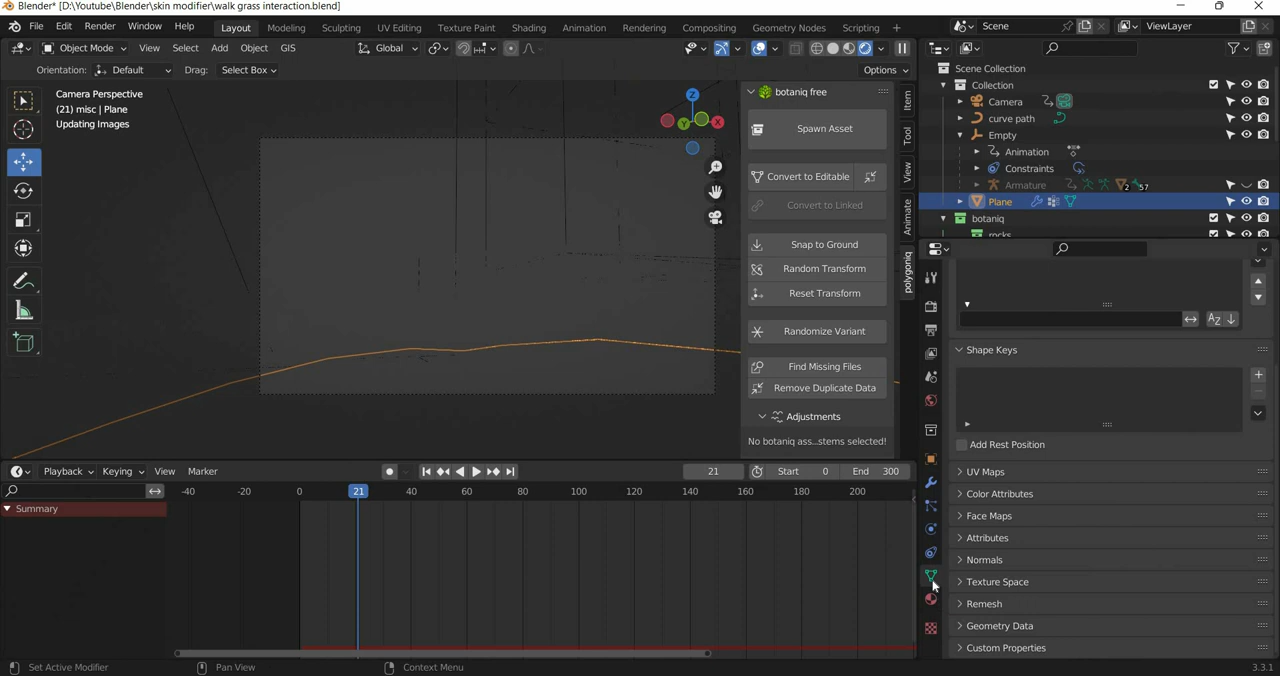 Blender* [D:\Youtube\Blender\skin modifier\walk grass interaction.blend]
File Edit Render Window Help Layout Modeling Sculpting UV Editing Texture Paint Shading Animation Rendering Compositing Geometry Nodes Scripting + Scene ViewLayer
Object Mode View Select Add Object GIS Global
Orientation: Default Drag: Select Box Options
Camera Perspective
(21) misc | Plane
Updating Images
Z
X
Y
botaniq free
Spawn Asset
Convert to Editable
Convert to Linked
Snap to Ground
Random Transform
Reset Transform
Randomize Variant
Find Missing Files
Remove Duplicate Data
Adjustments
No botaniq ass...stems selected!
Item
Tool
View
Animate
polygoniq
Scene Collection
Collection
Camera
curve path
Empty
Animation
Constraints
Armature 2 57
Plane
botaniq
rocks
Shape Keys
Add Rest Position
UV Maps
Color Attributes
Face Maps
Attributes
Normals
Texture Space
Remesh
Geometry Data
Custom Properties
Playback Keying View Marker 21 Start 0 End 300
-40 -20 0 21 40 60 80 100 120 140 160 180 200
Summary
Set Active Modifier Pan View Context Menu 3.3.1